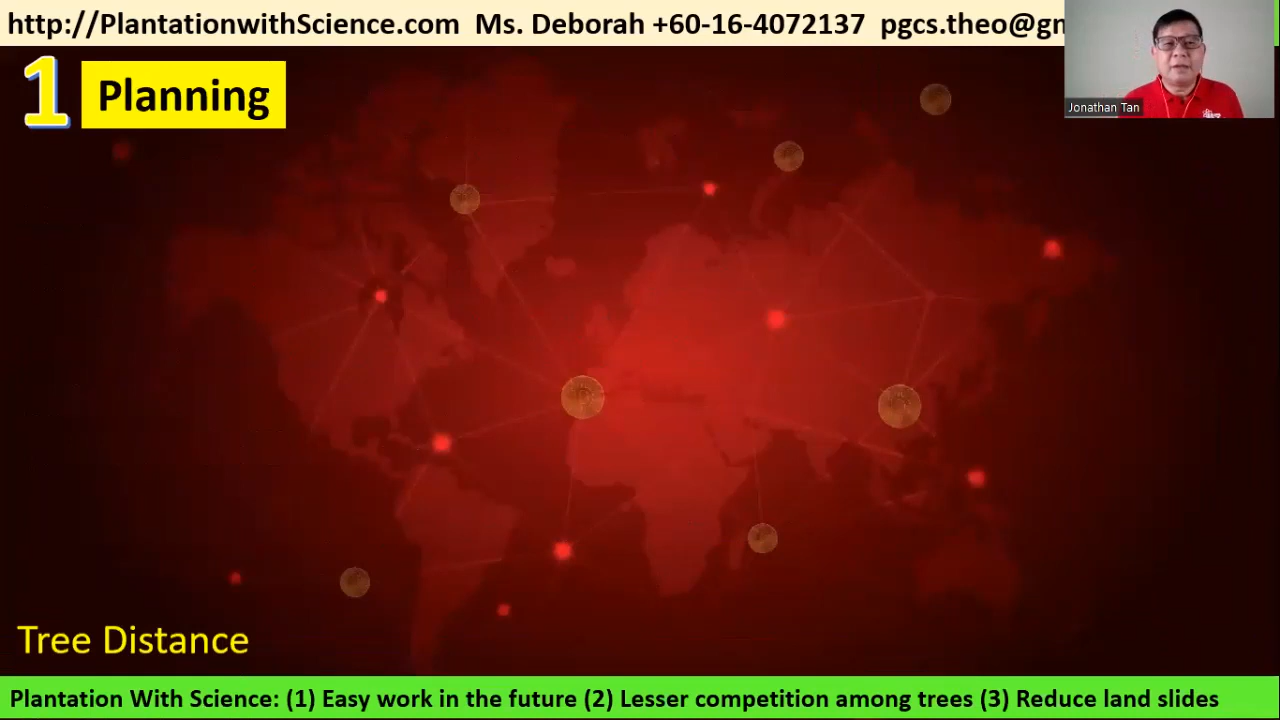 http://PlantationwithScience.com Ms. Deborah +60-16-4072137 pgcs.theo@gm
Jonathan Tan
1 Planning
Tree Distance
Plantation With Science: (1) Easy work in the future (2) Lesser competition among trees (3) Reduce land slides